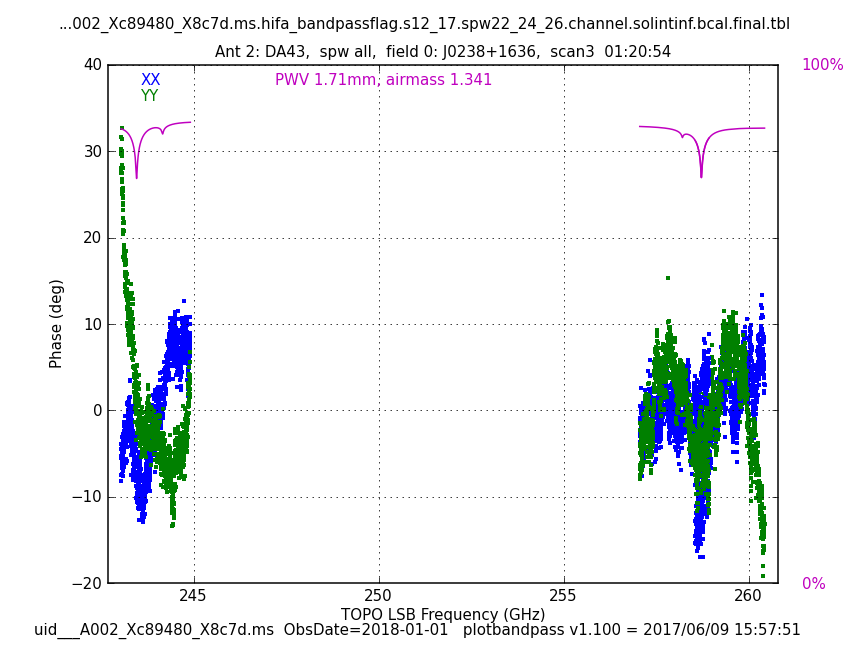 ...002_Xc89480_X8c7d.ms.hifa_bandpassflag.s12_17.spw22_24_26.channel.solintinf.bcal.final.tbl
Ant 2: DA43, spw all, field 0: J0238+1636, scan3 01:20:54
40
100%
XX
PWV 1.71mm, airmass 1.341
YY
30
20
Phase (deg)
10
0
−10
−20
0%
245
250
255
260
TOPO LSB Frequency (GHz)
uid___A002_Xc89480_X8c7d.ms ObsDate=2018-01-01 plotbandpass v1.100 = 2017/06/09 15:57:51